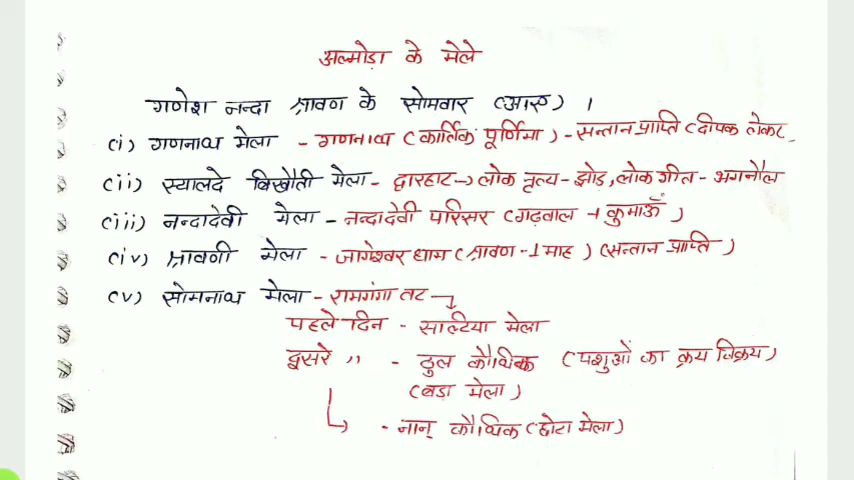 अल्मोड़ा के मेले
गणेश नन्दा श्रावण के सोमवार (आरु) ।
(i) गणनाथ मेला - गणनाथ (कार्तिक पूर्णिमा) - सन्तान प्राप्ति (दीपक लेकर
(ii) स्यालदे बिखौती मेला - द्वारहाट → लोक नृत्य - झोड़, लोक गीत - भगनौल
(iii) नन्दादेवी मेला - नन्दादेवी परिसर (गढ़वाल + कुमाऊँ)
(iv) श्रावणी मेला - जागेश्वर धाम (श्रावण - 1 माह) (सन्तान प्राप्ति)
(v) सोमनाथ मेला - रामगंगा तट →
पहले दिन - साल्टिया मेला
दूसरे ,, - ठुल कौथिक (पशुओं का क्रय विक्रय)
(बड़ा मेला)
- नान् कौथिक (छोटा मेला)